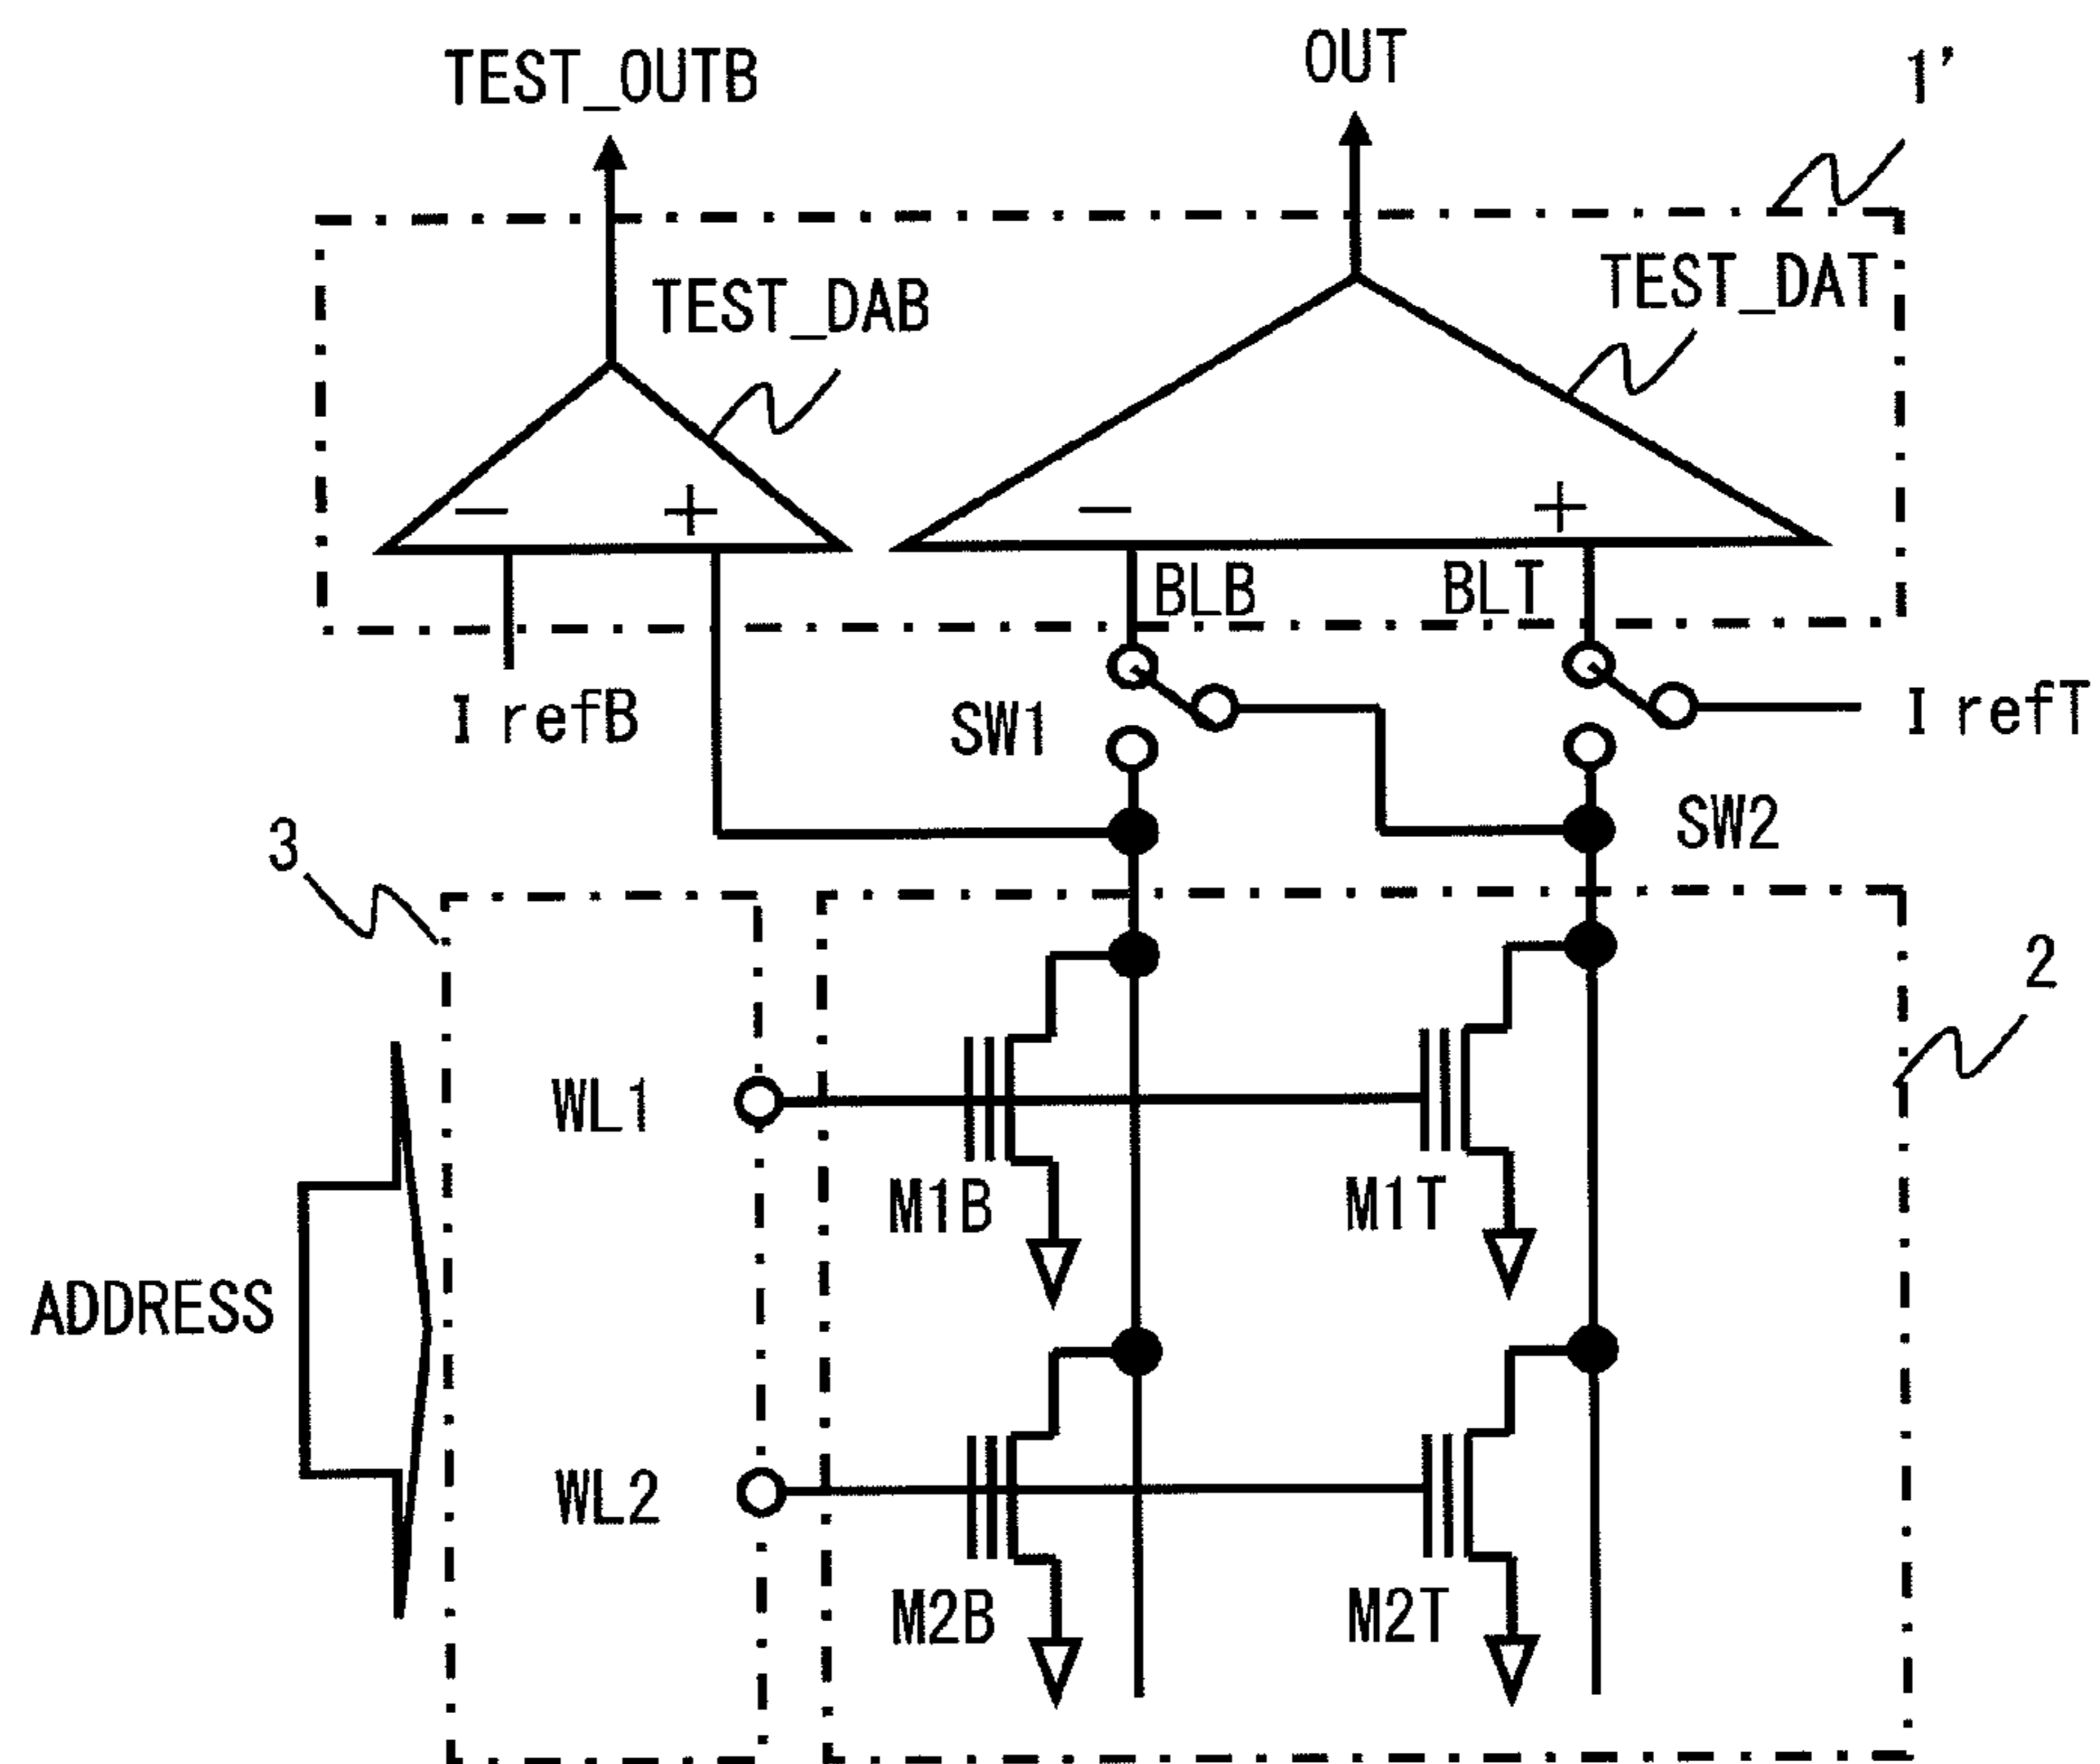 TEST_OUTB
OUT
1'
TEST_DAB
TEST_DAT
− +
− +
BLB
BLT
I refB
SW1
I refT
SW2
3
2
WL1
M1B
M1T
ADDRESS
WL2
M2B
M2T